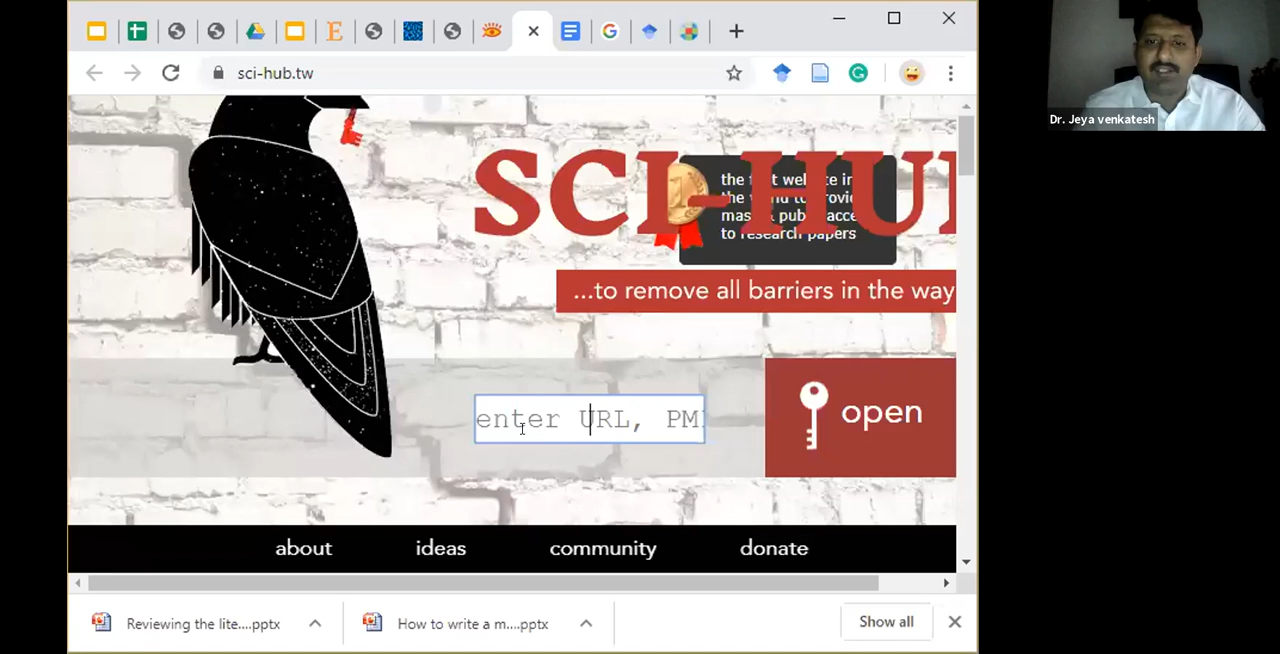 sci-hub.tw
Dr. Jeya venkatesh
SCI-HU
the first website in
the world to provide
mass & public access
to research papers
...to remove all barriers in the way
enter URL, PM
open
about ideas community donate
Reviewing the lite....pptx
How to write a m....pptx
Show all